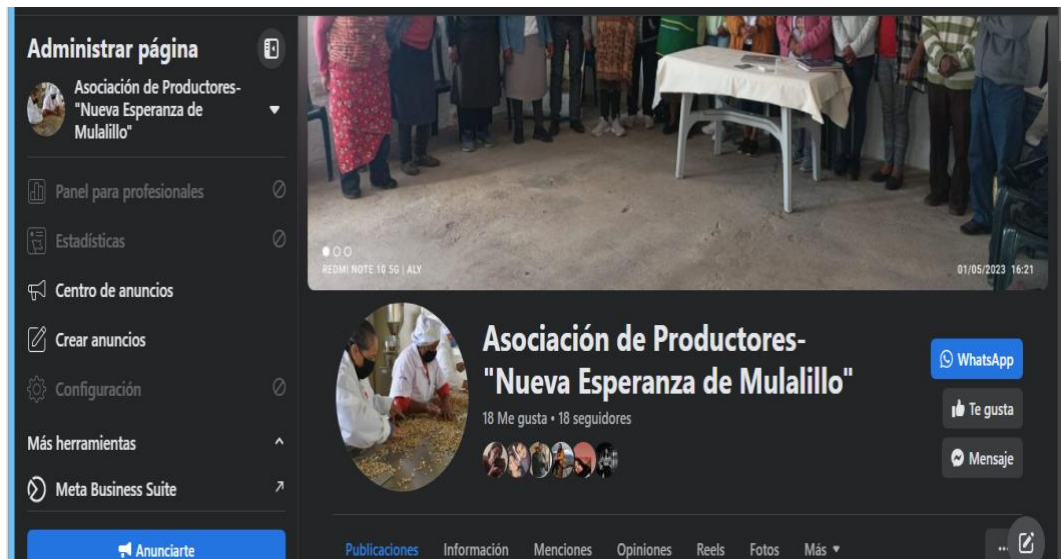 Administrar página
Asociación de Productores-
"Nueva Esperanza de
Mulalillo"
Panel para profesionales
Estadísticas
Centro de anuncios
Crear anuncios
Configuración
Más herramientas
Meta Business Suite
Anunciarte
REDMI NOTE 10 5G | ALY
01/05/2023 16:21
Asociación de Productores-
"Nueva Esperanza de Mulalillo"
18 Me gusta • 18 seguidores
WhatsApp
Te gusta
Mensaje
Publicaciones Información Menciones Opiniones Reels Fotos Más